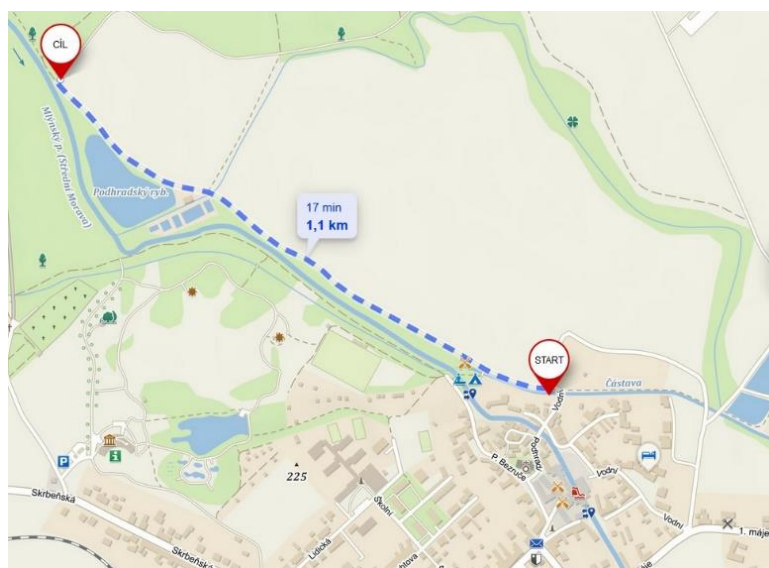 CÍL
Mlýnský p. (Střední Morava)
Podhradský ryb.
17 min
1,1 km
START
Částava
Vodní
Podhradí
P. Bezruče
Vodní
225
Školní
Vodní
Skrbeňská
Lidická
1. máje
Skrbeňská